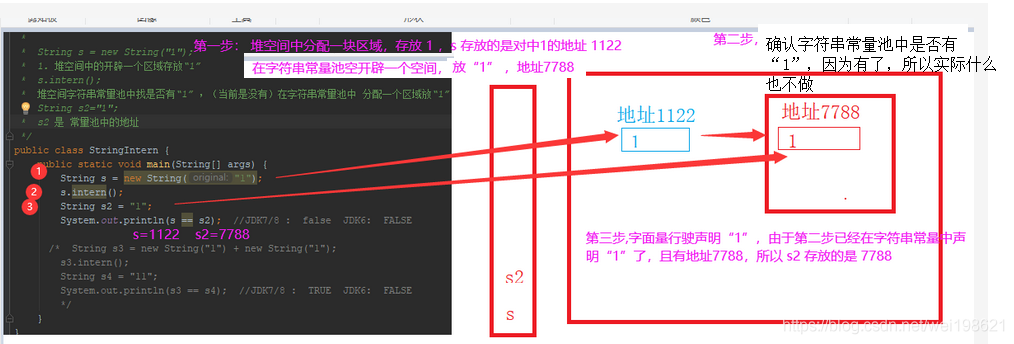 *
* String s = new String("1");
* 1. 堆空间中的开辟一个区域存放“1”
* s.intern();
* 堆空间字符串常量池中找是否有“1”，（当前是没有）在字符串常量池中 分配一个区域放“1”
* String s2="1";
* s2 是 常量池中的地址
*/
public class StringIntern {
public static void main(String[] args) {
1 String s = new String( original: "1");
2 s.intern();
3 String s2 = "1";
System.out.println(s == s2); //JDK7/8 : false JDK6: FALSE
s=1122 s2=7788
/* String s3 = new String("1") + new String("1");
s3.intern();
String s4 = "11";
System.out.println(s3 == s4); //JDK7/8 : TRUE JDK6: FALSE
*/
}
}
第一步： 堆空间中分配一块区域，存放 1 ，s 存放的是对中1的地址 1122
在字符串常量池空开辟一个空间，放“1” ，地址7788
第二步，
确认字符串常量池中是否有
“1”，因为有了，所以实际什么
也不做
地址1122
1
地址7788
1
第三步,字面量行驶声明“1”，由于第二步已经在字符串常量中声
明“1”了，且有地址7788，所以 s2 存放的是 7788
s2
s
https://blog.csdn.net/wei198621